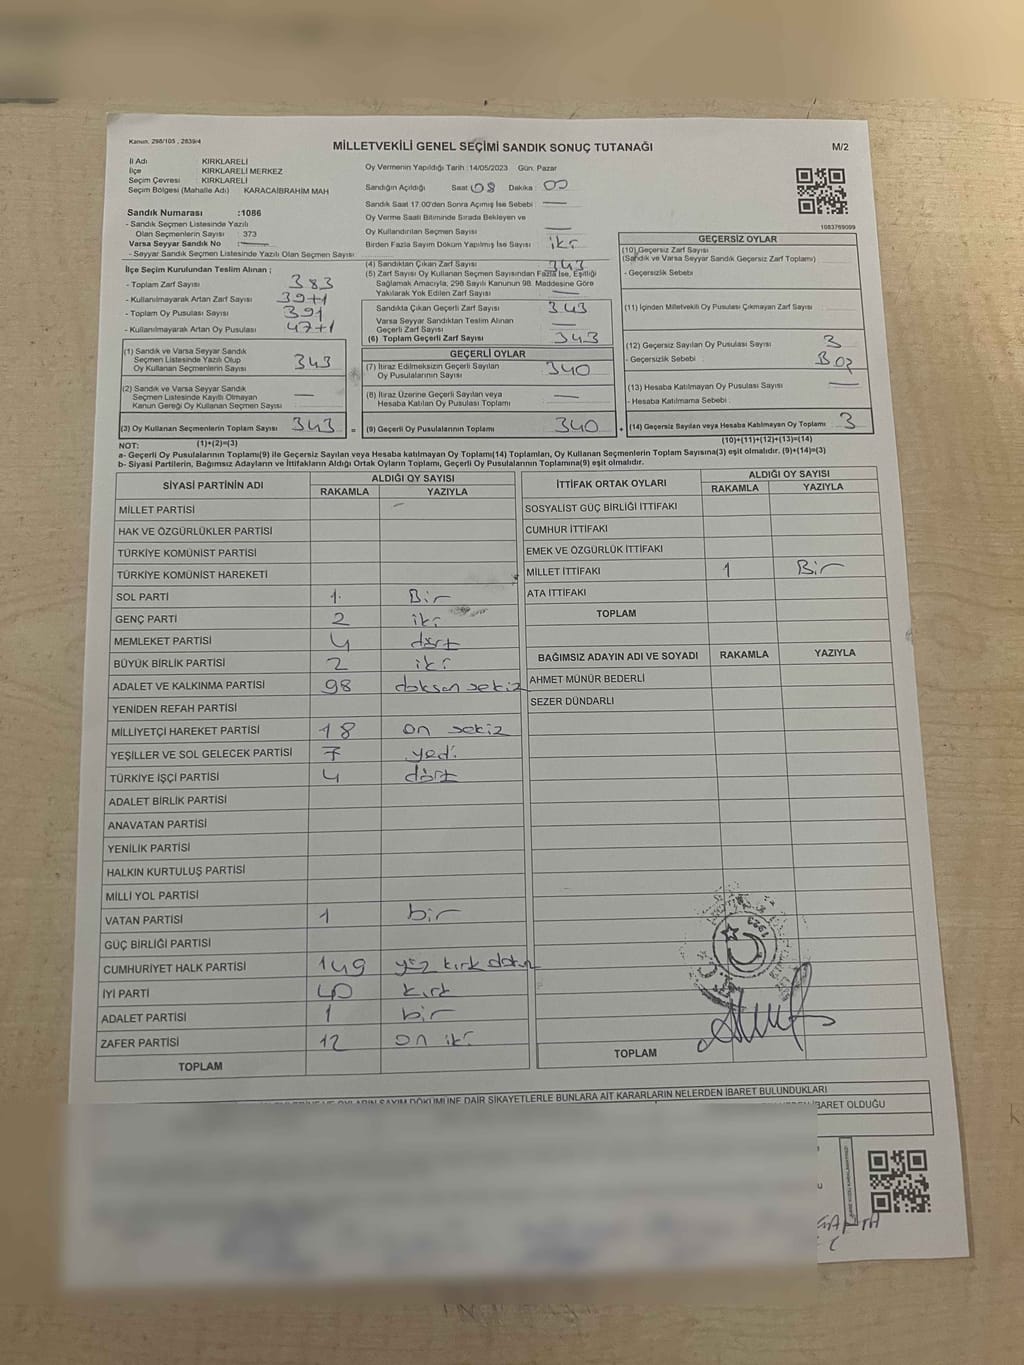 Kanun. 298/105 , 2839/4
MİLLETVEKİLİ GENEL SEÇİMİ SANDIK SONUÇ TUTANAĞI
M/2
İl Adı KIRKLARELİ
İlçe KIRKLARELİ MERKEZ
Seçim Çevresi KIRKLARELİ
Seçim Bölgesi (Mahalle Adı) KARACAİBRAHİM MAH
Sandık Numarası :1086
- Sandık Seçmen Listesinde Yazılı
Olan Seçmenlerin Sayısı : 373
Varsa Seyyar Sandık No :
- Seyyar Sandık Seçmen Listesinde Yazılı Olan Seçmen Sayısı :
Oy Vermenin Yapıldığı Tarih :14/05/2023 Gün: Pazar
Sandığın Açıldığı Saat 08 Dakika : 00
Sandık Saat 17.00'den Sonra Açımış İse Sebebi : —
Oy Verme Saati Bitiminde Sırada Bekleyen ve
Oy Kullandırılan Seçmen Sayısı : —
Birden Fazla Sayım Döküm Yapılmış İse Sayısı : iki
1083769099
İlçe Seçim Kurulundan Teslim Alınan ;
- Toplam Zarf Sayısı : 383
- Kullanılmayarak Artan Zarf Sayısı : 39+1
- Toplam Oy Pusulası Sayısı : 391
- Kullanılmayarak Artan Oy Pusulası : 47+1
(1) Sandık ve Varsa Seyyar Sandık
Seçmen Listesinde Yazılı Olup
Oy Kullanan Seçmenlerin Sayısı : 343
(2) Sandık ve Varsa Seyyar Sandık
Seçmen Listesinde Kayıtlı Olmayan
Kanun Gereği Oy Kullanan Seçmen Sayısı : —
(3) Oy Kullanan Seçmenlerin Toplam Sayısı : 343 =
(4) Sandıktan Çıkan Zarf Sayısı : 343
(5) Zarf Sayısı Oy Kullanan Seçmen Sayısından Fazla İse, Eşitliği
Sağlamak Amacıyla; 298 Sayılı Kanunun 98. Maddesine Göre
Yakılarak Yok Edilen Zarf Sayısı :
Sandıkta Çıkan Geçerli Zarf Sayısı : 343
Varsa Seyyar Sandıktan Teslim Alınan
Geçerli Zarf Sayısı : —
(6) Toplam Geçerli Zarf Sayısı : 343
GEÇERLİ OYLAR
(7) İtiraz Edilmeksizin Geçerli Sayılan
Oy Pusulalarının Sayısı : 340
(8) İtiraz Üzerine Geçerli Sayılan veya
Hesaba Katılan Oy Pusulası Toplamı : —
(9) Geçerli Oy Pusulalarının Toplamı : 340 +
GEÇERSİZ OYLAR
(10) Geçersiz Zarf Sayısı
(Sandık ve Varsa Seyyar Sandık Geçersiz Zarf Toplamı) :
- Geçersizlik Sebebi :
(11) İçinden Milletvekili Oy Pusulası Çıkmayan Zarf Sayısı :
(12) Geçersiz Sayılan Oy Pusulası Sayısı : 3
- Geçersizlik Sebebi :
(13) Hesaba Katılmayan Oy Pusulası Sayısı : —
- Hesaba Katılmama Sebebi :
(14) Geçersiz Sayılan veya Hesaba Katılmayan Oy Toplamı : 3
NOT: (1)+(2)=(3)
(10)+(11)+(12)+(13)=(14)
a- Geçerli Oy Pusulalarının Toplamı(9) ile Geçersiz Sayılan veya Hesaba katılmayan Oy Toplamı(14) Toplamları, Oy Kullanan Seçmenlerin Toplam Sayısına(3) eşit olmalıdır. (9)+(14)=(3)
b- Siyasi Partilerin, Bağımsız Adayların ve İttifakların Aldığı Ortak Oyların Toplamı, Geçerli Oy Pusulalarının Toplamına(9) eşit olmalıdır.
SİYASİ PARTİNİN ADI ALDIĞI OY SAYISI
RAKAMLA YAZIYLA
MİLLET PARTİSİ
HAK VE ÖZGÜRLÜKLER PARTİSİ
TÜRKİYE KOMÜNİST PARTİSİ
TÜRKİYE KOMÜNİST HAREKETİ
SOL PARTİ 1 Bir
GENÇ PARTİ 2 iki
MEMLEKET PARTİSİ 4 dört
BÜYÜK BİRLİK PARTİSİ 2 iki
ADALET VE KALKINMA PARTİSİ 98 doksan sekiz
YENİDEN REFAH PARTİSİ
MİLLİYETÇİ HAREKET PARTİSİ 18 on sekiz
YEŞİLLER VE SOL GELECEK PARTİSİ 7 yedi
TÜRKİYE İŞÇİ PARTİSİ 4 dört
ADALET BİRLİK PARTİSİ
ANAVATAN PARTİSİ
YENİLİK PARTİSİ
HALKIN KURTULUŞ PARTİSİ
MİLLİ YOL PARTİSİ
VATAN PARTİSİ 1 bir
GÜÇ BİRLİĞİ PARTİSİ
CUMHURİYET HALK PARTİSİ 149 yüz kırk dokuz
İYİ PARTİ 40 kırk
ADALET PARTİSİ 1 bir
ZAFER PARTİSİ 12 on iki
TOPLAM
İTTİFAK ORTAK OYLARI ALDIĞI OY SAYISI
RAKAMLA YAZIYLA
SOSYALİST GÜÇ BİRLİĞİ İTTİFAKI
CUMHUR İTTİFAKI
EMEK VE ÖZGÜRLÜK İTTİFAKI
MİLLET İTTİFAKI 1 Bir
ATA İTTİFAKI
TOPLAM
BAĞIMSIZ ADAYIN ADI VE SOYADI RAKAMLA YAZIYLA
AHMET MÜNÜR BEDERLİ
SEZER DÜNDARLI
TOPLAM
1923
OYLARIN SAYIM DÖKÜMÜNE DAİR ŞİKAYETLERLE BUNLARA AİT KARARLARIN NELERDEN İBARET BULUNDUKLARI
İBARET OLDUĞU